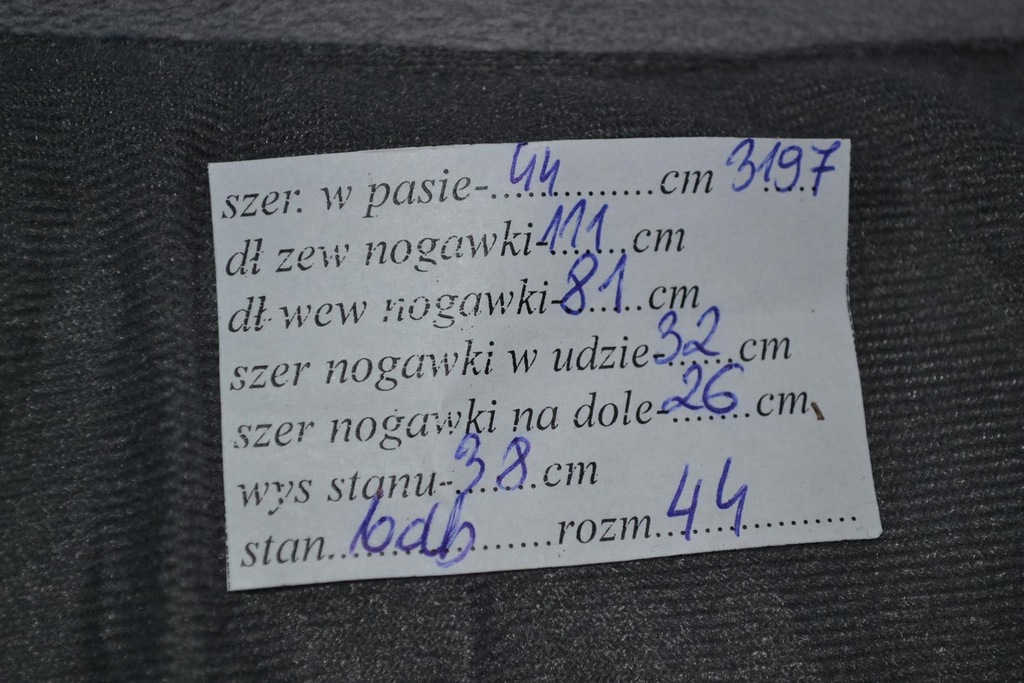 szer. w pasie-44............cm 3197
dł zew nogawki-111......cm
dł wew nogawki-81...cm
szer nogawki w udzie-32......cm
szer nogawki na dole-26.......cm
wys stanu-38.cm
stan....bdb..........rozm.44..............